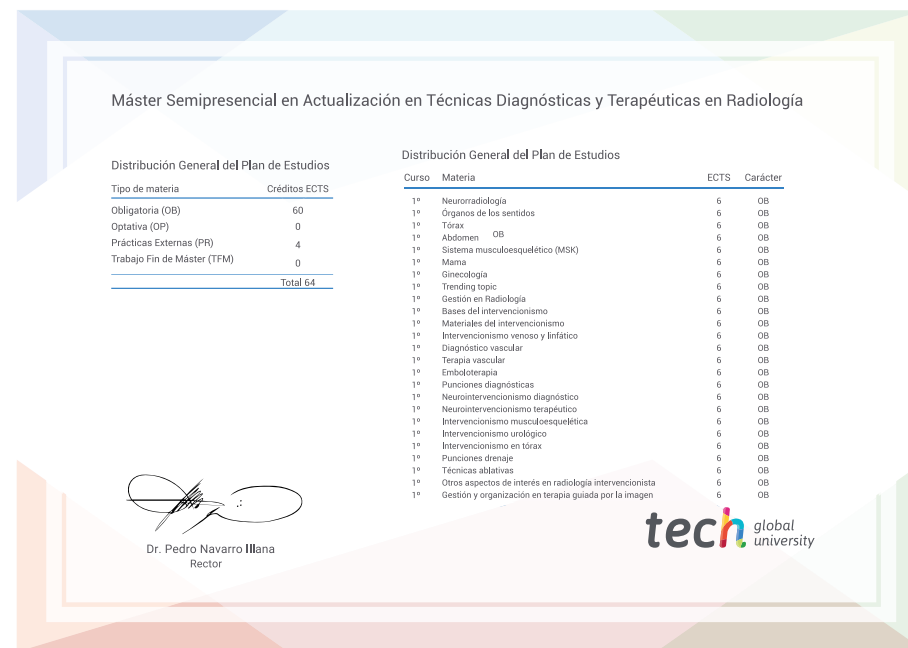 Máster Semipresencial en Actualización en Técnicas Diagnósticas y Terapéuticas en Radiología
Distribución General del Plan de Estudios
Tipo de materia Créditos ECTS
Obligatoria (OB) 60
Optativa (OP) 0
Prácticas Externas (PR) 4
Trabajo Fin de Máster (TFM) 0
Total 64
Distribución General del Plan de Estudios
Curso Materia ECTS Carácter
1º Neurorradiología 6 OB
1º Órganos de los sentidos 6 OB
1º Tórax 6 OB
1º Abdomen OB 6 OB
1º Sistema musculoesquelético (MSK) 6 OB
1º Mama 6 OB
1º Ginecología 6 OB
1º Trending topic 6 OB
1º Gestión en Radiología 6 OB
1º Bases del intervencionismo 6 OB
1º Materiales del intervencionismo 6 OB
1º Intervencionismo venoso y linfático 6 OB
1º Diagnóstico vascular 6 OB
1º Terapia vascular 6 OB
1º Emboloterapia 6 OB
1º Punciones diagnósticas 6 OB
1º Neurointervencionismo diagnóstico 6 OB
1º Neurointervencionismo terapéutico 6 OB
1º Intervencionismo musculoesquelética 6 OB
1º Intervencionismo urológico 6 OB
1º Intervencionismo en tórax 6 OB
1º Punciones drenaje 6 OB
1º Técnicas ablativas 6 OB
1º Otros aspectos de interés en radiología intervencionista 6 OB
1º Gestión y organización en terapia guiada por la imagen 6 OB
Dr. Pedro Navarro Illana
Rector
tech global
university